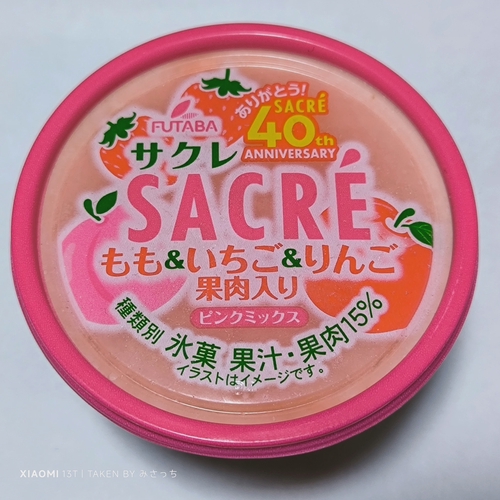 FUTABA
ありがとう!
SACRÉ
40th
ANNIVERSARY
サクレ
SACRÉ
もも&いちご&りんご
果肉入り
ピンクミックス
種類別 氷菓 果汁・果肉15%
イラストはイメージです。
XIAOMI 13T | TAKEN BY みさっち